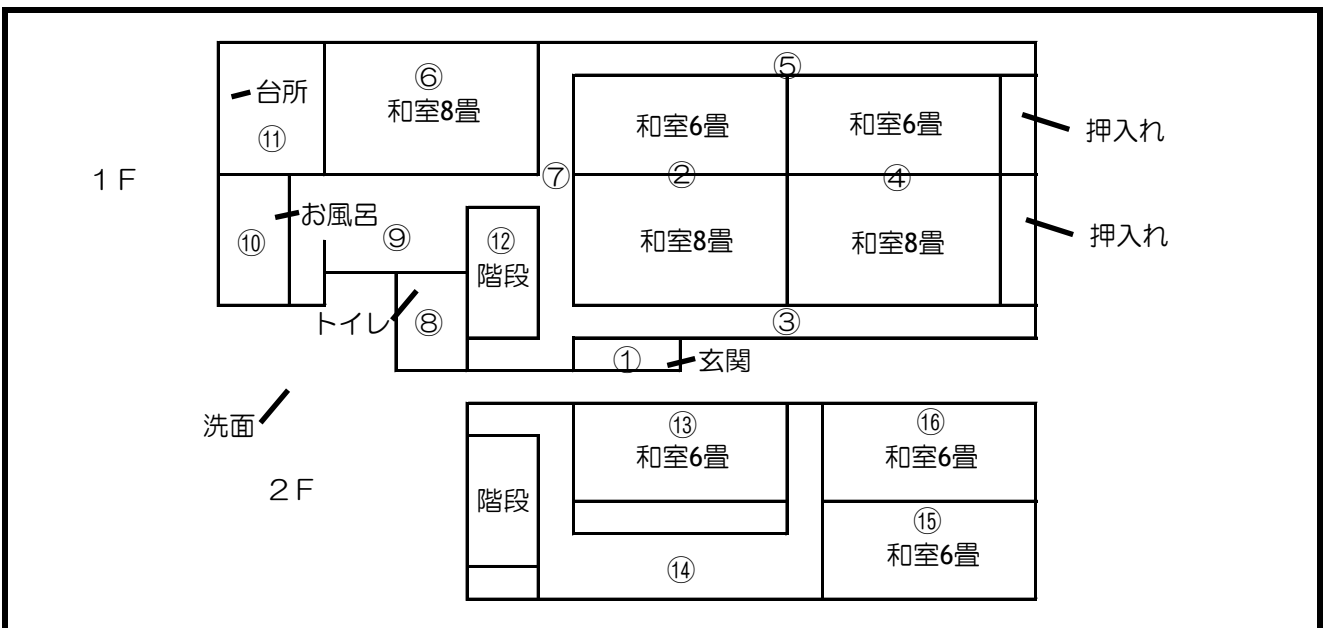 ⑤
⑥
和室8畳
台所
⑪
和室6畳
和室6畳
押入れ
1F
⑦
②
④
お風呂
⑩
⑨
⑫
階段
和室8畳
和室8畳
押入れ
トイレ
⑧
③
①
玄関
洗面
2F
⑬
和室6畳
⑯
和室6畳
階段
⑮
和室6畳
⑭